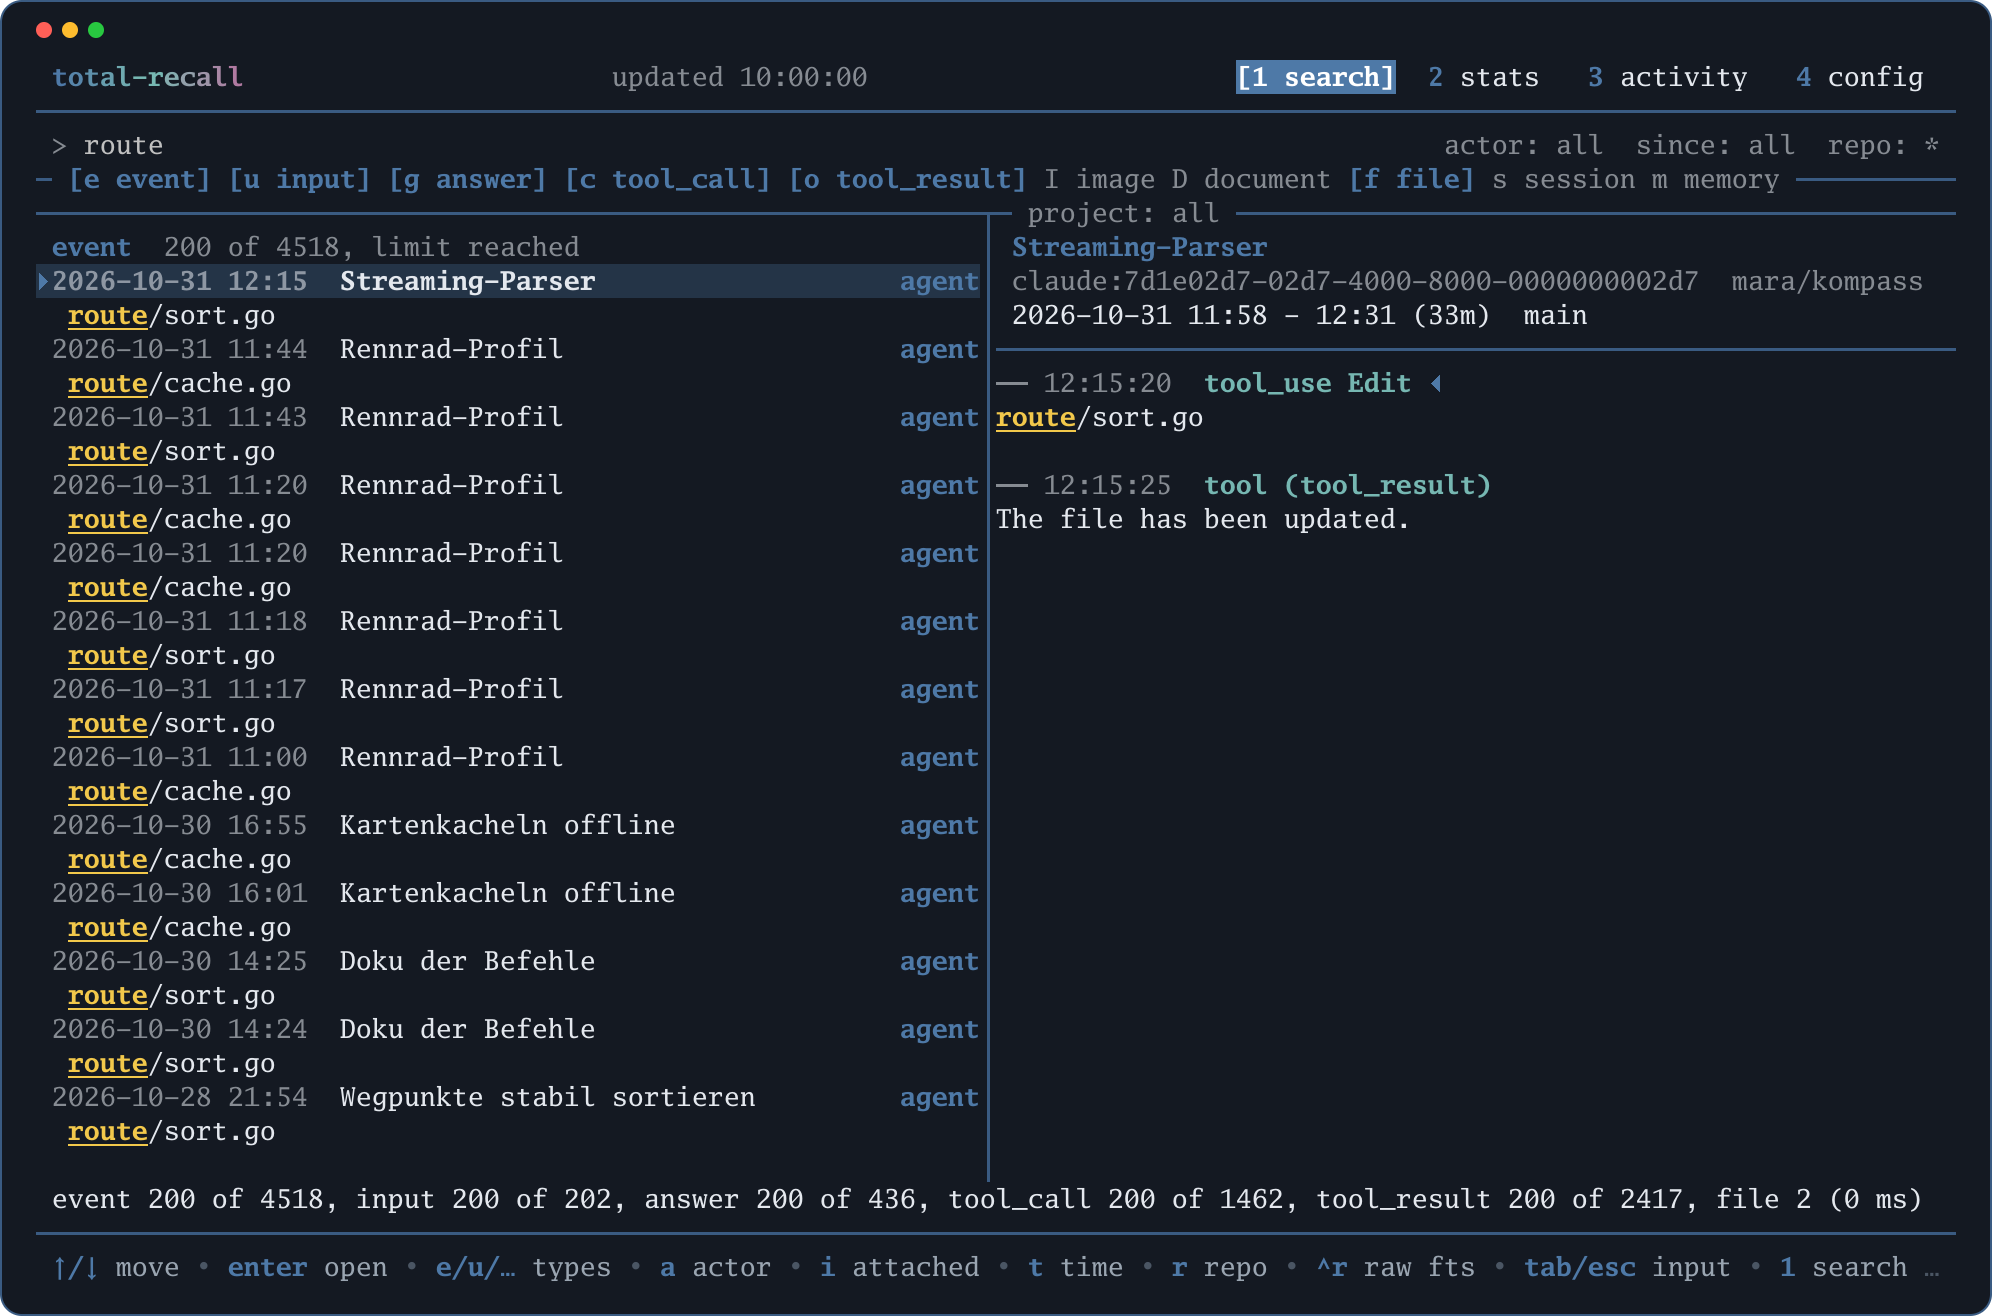 total-recall updated 10:00:00 [1 search] 2 stats 3 activity 4 config
> route actor: all since: all repo: *
[e event] [u input] [g answer] [c tool_call] [o tool_result] I image D document [f file] s session m memory
project: all
event 200 of 4518, limit reached
2026-10-31 12:15 Streaming-Parser agent
route/sort.go
2026-10-31 11:44 Rennrad-Profil agent
route/cache.go
2026-10-31 11:43 Rennrad-Profil agent
route/sort.go
2026-10-31 11:20 Rennrad-Profil agent
route/cache.go
2026-10-31 11:20 Rennrad-Profil agent
route/cache.go
2026-10-31 11:18 Rennrad-Profil agent
route/sort.go
2026-10-31 11:17 Rennrad-Profil agent
route/sort.go
2026-10-31 11:00 Rennrad-Profil agent
route/cache.go
2026-10-30 16:55 Kartenkacheln offline agent
route/cache.go
2026-10-30 16:01 Kartenkacheln offline agent
route/cache.go
2026-10-30 14:25 Doku der Befehle agent
route/sort.go
2026-10-30 14:24 Doku der Befehle agent
route/sort.go
2026-10-28 21:54 Wegpunkte stabil sortieren agent
route/sort.go
Streaming-Parser
claude:7d1e02d7-02d7-4000-8000-0000000002d7 mara/kompass
2026-10-31 11:58 – 12:31 (33m) main
── 12:15:20 tool_use Edit ◂
route/sort.go
── 12:15:25 tool (tool_result)
The file has been updated.
event 200 of 4518, input 200 of 202, answer 200 of 436, tool_call 200 of 1462, tool_result 200 of 2417, file 2 (0 ms)
↑/↓ move • enter open • e/u/… types • a actor • i attached • t time • r repo • ^r raw fts • tab/esc input • 1 search …